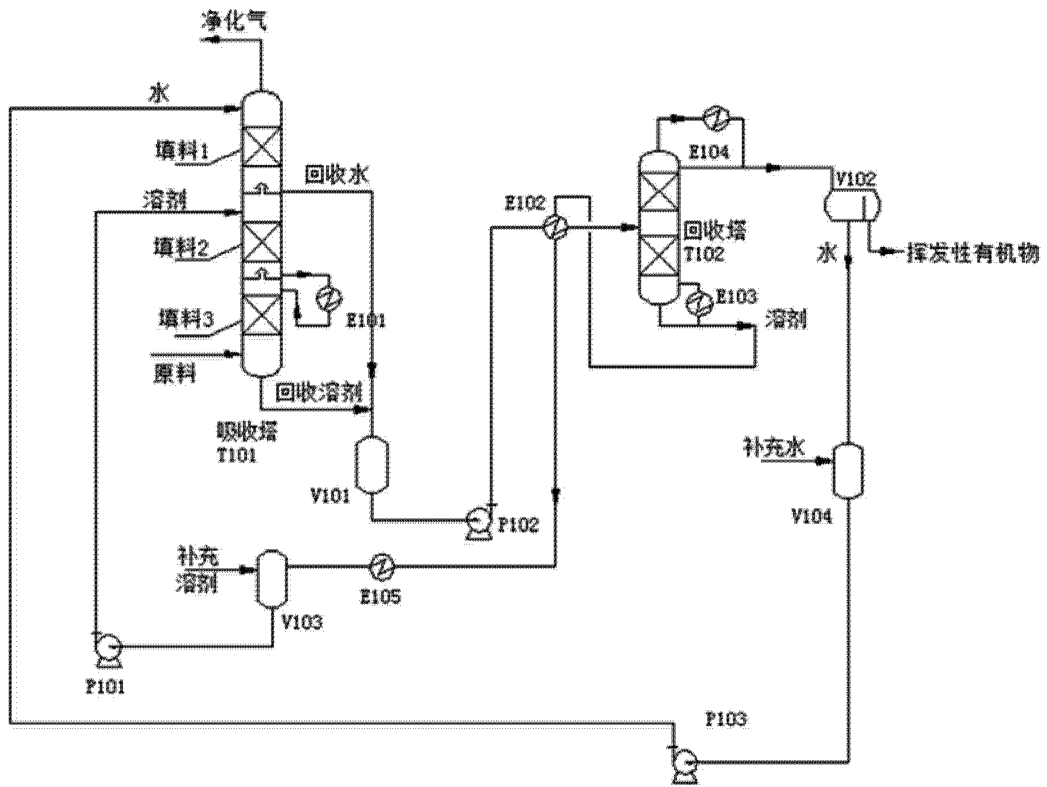 净化气
水
填料1
回收水
溶剂
填料2
E101
填料3
原料
回收溶剂
吸收塔
T101
V101
P102
E102
E104
回收塔
T102
E103
溶剂
V102
水
挥发性有机物
补充水
V104
补充
溶剂
E105
V103
P101
P103